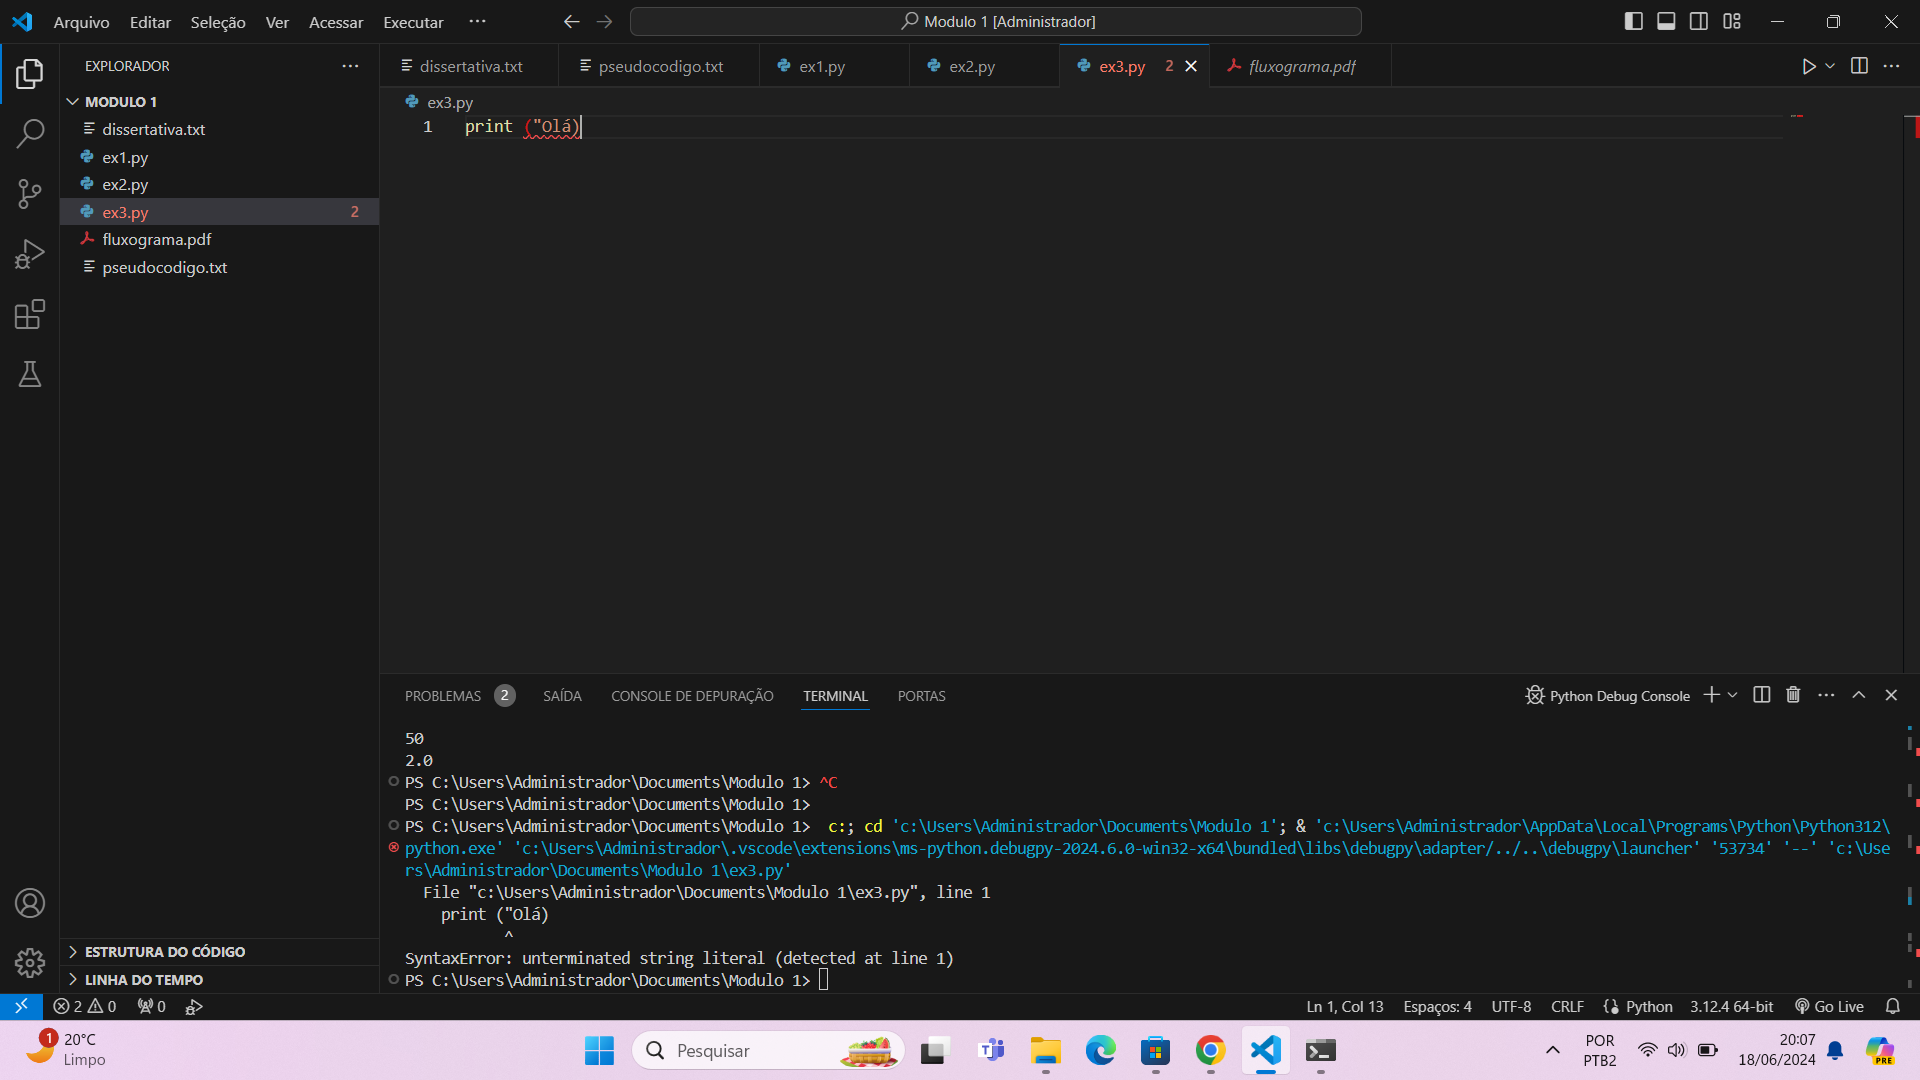 Arquivo Editar Seleção Ver Acessar Executar ···
Modulo 1 [Administrador]
EXPLORADOR
dissertativa.txt pseudocodigo.txt ex1.py ex2.py ex3.py 2 fluxograma.pdf
MODULO 1
dissertativa.txt
ex1.py
ex2.py
ex3.py 2
fluxograma.pdf
pseudocodigo.txt
ESTRUTURA DO CÓDIGO
LINHA DO TEMPO
ex3.py
1 print ("Olá)
PROBLEMAS 2 SAÍDA CONSOLE DE DEPURAÇÃO TERMINAL PORTAS Python Debug Console
50
2.0
PS C:\Users\Administrador\Documents\Modulo 1> ^C
PS C:\Users\Administrador\Documents\Modulo 1>
PS C:\Users\Administrador\Documents\Modulo 1>  c:; cd 'c:\Users\Administrador\Documents\Modulo 1'; & 'c:\Users\Administrador\AppData\Local\Programs\Python\Python312\
python.exe' 'c:\Users\Administrador\.vscode\extensions\ms-python.debugpy-2024.6.0-win32-x64\bundled\libs\debugpy\adapter/../..\debugpy\launcher' '53734' '--' 'c:\Use
rs\Administrador\Documents\Modulo 1\ex3.py'
File "c:\Users\Administrador\Documents\Modulo 1\ex3.py", line 1
print ("Olá)
^
SyntaxError: unterminated string literal (detected at line 1)
PS C:\Users\Administrador\Documents\Modulo 1>
2 0 0 Ln 1, Col 13 Espaços: 4 UTF-8 CRLF Python 3.12.4 64-bit Go Live
1 20°C
Limpo
Pesquisar
POR
PTB2
20:07
18/06/2024
PRE